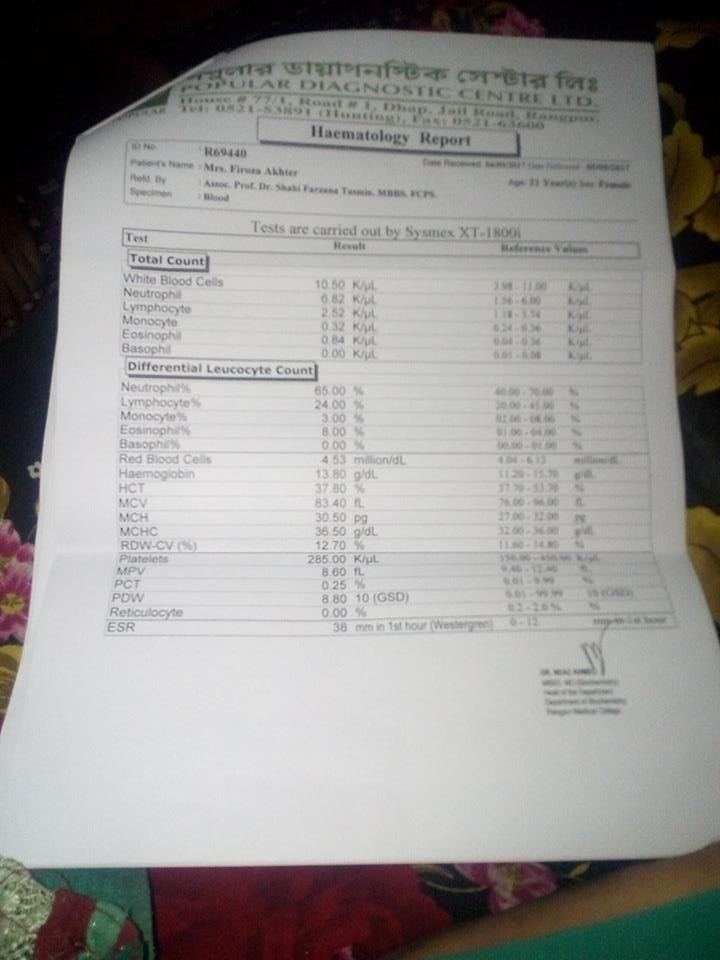 পপুলার ডায়াগনস্টিক সেন্টার লিঃ
POPULAR DIAGNOSTIC CENTRE LTD.
House # 77/1, Road # 1, Dhap, Jail Road, Rangpur.
Tel: 0521-53891 (Hunting), Fax: 0521-63600
POPULAR
Haematology Report
ID No. : R69440
Date Received
Patient's Name : Mrs. Firoza Akhter
Age: 21 Year(s) Sex: Female
Refd. By : Assoc. Prof. Dr. Shahi Farzana Tasmin. MBBS, FCPS.
Specimen : Blood
Tests are carried out by Sysmex XT-1800i
Test Result Reference Values
Total Count
White Blood Cells 10.50 K/µL 3.98 - 11.00 K/µL
Neutrophil 6.82 K/µL 1.56 - 6.00 K/µL
Lymphocyte 2.52 K/µL 1.18 - 3.74 K/µL
Monocyte 0.32 K/µL 0.24 - 0.36 K/µL
Eosinophil 0.84 K/µL 0.04 - 0.36 K/µL
Basophil 0.00 K/µL 0.01 - 0.08 K/µL
Differential Leucocyte Count
Neutrophil% 65.00 % 40.00 - 70.00 %
Lymphocyte% 24.00 % 20.00 - 45.00 %
Monocyte% 3.00 % 02.00 - 08.00 %
Eosinophil% 8.00 % 01.00 - 04.00 %
Basophil% 0.00 % 00.00 - 01.00 %
Red Blood Cells 4.53 million/dL 4.04 - 6.13 million/dL
Haemoglobin 13.80 g/dL 11.20 - 15.70 g/dL
HCT 37.80 % 37.70 - 53.70 %
MCV 83.40 fL 76.00 - 96.00 fL
MCH 30.50 pg 27.00 - 32.00 pg
MCHC 36.50 g/dL 32.00 - 36.00 g/dL
RDW-CV (%) 12.70 % 11.60 - 14.80 %
Platelets 285.00 K/µL 150.00 - 450.00 K/µL
MPV 8.60 fL 9.40 - 12.40 fL
PCT 0.25 % 0.01 - 9.99 %
PDW 8.80 10 (GSD) 0.01 - 99.99 10 (GSD)
Reticulocyte 0.00 % 0.2 - 2.0 % %
ESR 36 mm in 1st hour (Westergren) 0 - 12 mm in 1st hour
Head of the Department
Department of Biochemistry
Rangpur Medical College.